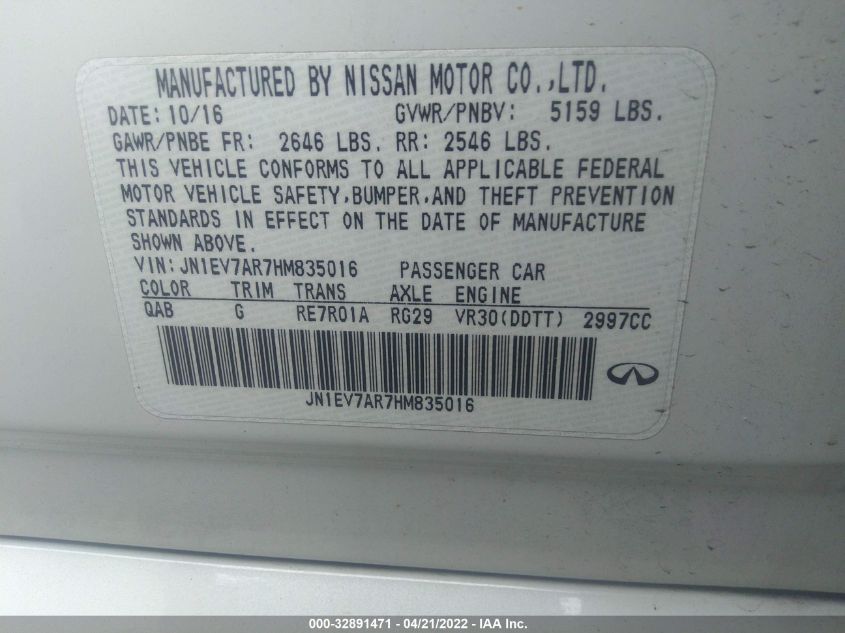 MANUFACTURED BY NISSAN MOTOR CO.,LTD.
DATE: 10/16 GVWR/PNBV: 5159 LBS.
GAWR/PNBE FR: 2646 LBS. RR: 2546 LBS.
THIS VEHICLE CONFORMS TO ALL APPLICABLE FEDERAL
MOTOR VEHICLE SAFETY,BUMPER,AND THEFT PREVENTION
STANDARDS IN EFFECT ON THE DATE OF MANUFACTURE
SHOWN ABOVE.
VIN: JN1EV7AR7HM835016 PASSENGER CAR
COLOR TRIM TRANS AXLE ENGINE
QAB G RE7R01A RG29 VR30(DDTT) 2997CC
JN1EV7AR7HM835016
000-32891471 - 04/21/2022 - IAA Inc.